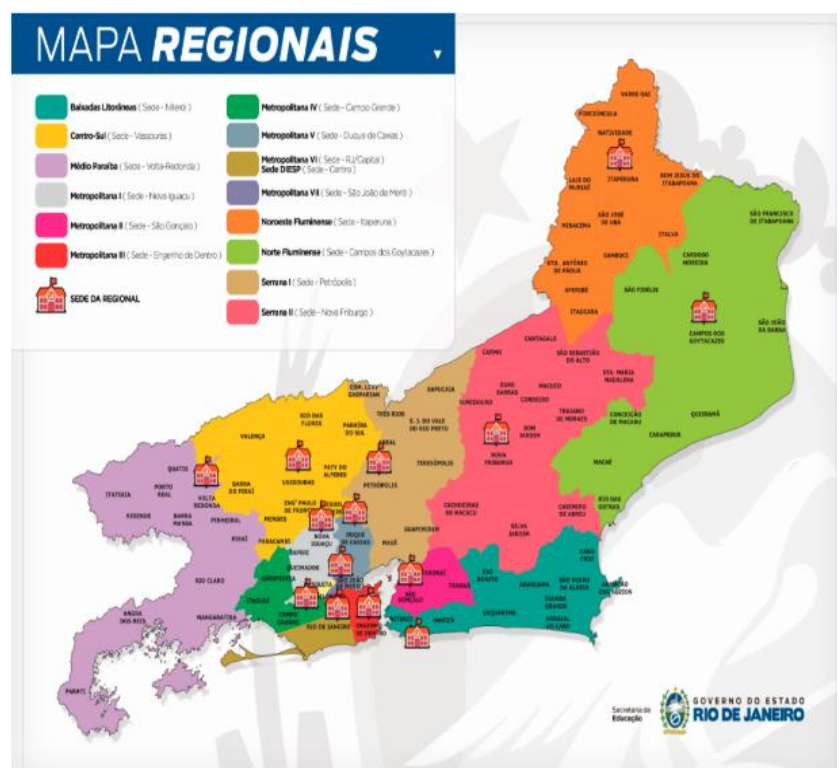 MAPA REGIONAIS
Baixadas Litorâneas ( Sede - Niterói )
Centro-Sul ( Sede - Vassouras )
Médio Paraíba ( Sede - Volta-Redonda )
Metropolitana I ( Sede - Nova Iguaçu )
Metropolitana II ( Sede - São Gonçalo )
Metropolitana III ( Sede - Engenho de Dentro )
SEDE DA REGIONAL
Metropolitana IV ( Sede - Campo Grande )
Metropolitana V ( Sede - Duque de Caxias )
Metropolitana VI ( Sede - RJ/Capital )
Sede DIESP ( Sede - Centro )
Metropolitana VII ( Sede - São João de Meriti )
Noroeste Fluminense ( Sede - Itaperuna )
Norte Fluminense ( Sede - Campos dos Goytacazes )
Serrana I ( Sede - Petrópolis )
Serrana II ( Sede - Nova Friburgo )
VARRE-SAI
PORCIÚNCULA
NATIVIDADE
ITAPERUNA
BOM JESUS DO
ITABAPOANA
LAJE DO
MURIAÉ
SÃO JOSÉ
DE UBÁ
MIRACEMA
ITALVA
SÃO FRANCISCO
DE ITABAPOANA
CARDOSO
MOREIRA
CAMBUCI
STO. ANTÔNIO
DE PÁDUA
APERIBÉ
ITAOCARA
SÃO FIDÉLIS
CAMPOS DOS
GOYTACAZES
SÃO JOÃO
DA BARRA
CANTAGALO
CARMO
SÃO SEBASTIÃO
DO ALTO
STA. MARIA
MADALENA
SAPUCAIA
DUAS
BARRAS
MACUCO
CORDEIRO
SUMIDOURO
TRAJANO
DE MORAES
CONCEIÇÃO
DE MACABU
QUISSAMÃ
CARAPEBUS
COM. LEVY
GASPARIAN
TRÊS RIOS
RIO DAS
FLORES
PARAÍBA
DO SUL
S. J. DO VALE
DO RIO PRETO
BOM
JARDIM
NOVA
FRIBURGO
MACAÉ
VALENÇA
AREAL
TERESÓPOLIS
PETRÓPOLIS
PATY DO
ALFERES
VASSOURAS
QUATIS
BARRA
DO PIRAÍ
VOLTA
REDONDA
PORTO
REAL
ITATIAIA
RESENDE
BARRA
MANSA
PINHEIRAL
PIRAÍ
MENDES
PARACAMBI
NOVA
IGUAÇU
DUQUE
DE CAXIAS
MAGÉ
GUAPIMIRIM
CACHOEIRAS
DE MACACU
SILVA
JARDIM
CASIMIRO
DE ABREU
RIO DAS
OSTRAS
JAPERI
QUEIMADOS
SEROPÉDICA
ITAGUAÍ
RIO CLARO
MANGARATIBA
ANGRA
DOS REIS
PARATI
CAMPO
GRANDE
RIO DE JANEIRO
ENGENHO
DE DENTRO
SÃO
GONÇALO
ITABORAÍ
TANGUÁ
RIO
BONITO
NITERÓI
MARICÁ
SAQUAREMA
ARARUAMA
SÃO PEDRO
DA ALDEIA
IGUABA
GRANDE
ARRAIAL
DO CABO
CABO
FRIO
Secretaria de
Educação
GOVERNO DO ESTADO
RIO DE JANEIRO